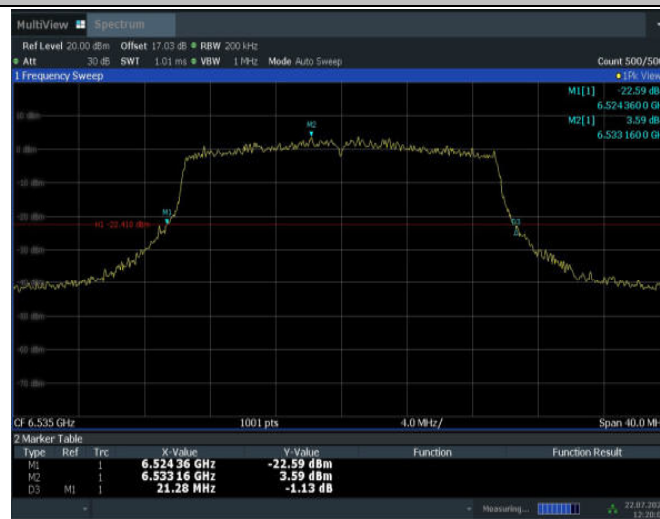 MultiView Spectrum
Ref Level 20.00 dBm Offset 17.03 dB RBW 200 kHz
Att 30 dB SWT 1.01 ms VBW 1 MHz Mode Auto Sweep Count 500/500
1 Frequency Sweep 1Pk View
M1[1] -22.59 dB
6.524 360 0 GH
M2[1] 3.59 dB
6.533 160 0 GH
M2
10 dBm
0 dBm
-10 dBm
-20 dBm
M1
H1 -22.410 dBm
D3
-30 dBm
-50 dBm
-60 dBm
-70 dBm
CF 6.535 GHz 1001 pts 4.0 MHz/ Span 40.0 MH
2 Marker Table
Type Ref Trc X-Value Y-Value Function Function Result
M1 1 6.524 36 GHz -22.59 dBm
M2 1 6.533 16 GHz 3.59 dBm
D3 M1 1 21.28 MHz -1.13 dB
Measuring... 22.07.202
12:20:0